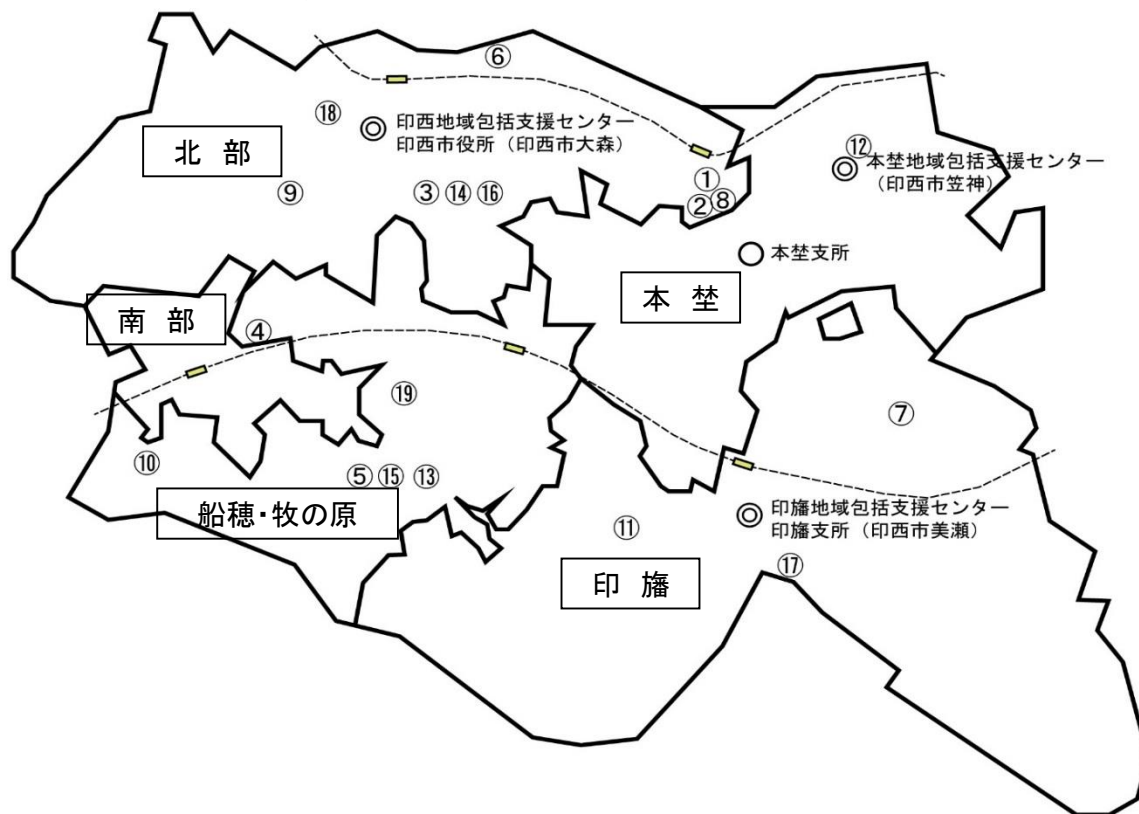 ⑥
⑱
印西地域包括支援センター
印西市役所（印西市大森）
北 部
⑫
本埜地域包括支援センター
（印西市笠神）
⑨
③ ⑭ ⑯
①
② ⑧
本埜支所
本 埜
南 部
④
⑲
⑦
⑩
⑤ ⑮ ⑬
船穂・牧の原
印旛地域包括支援センター
印旛支所（印西市美瀬）
⑪
⑰
印 旛